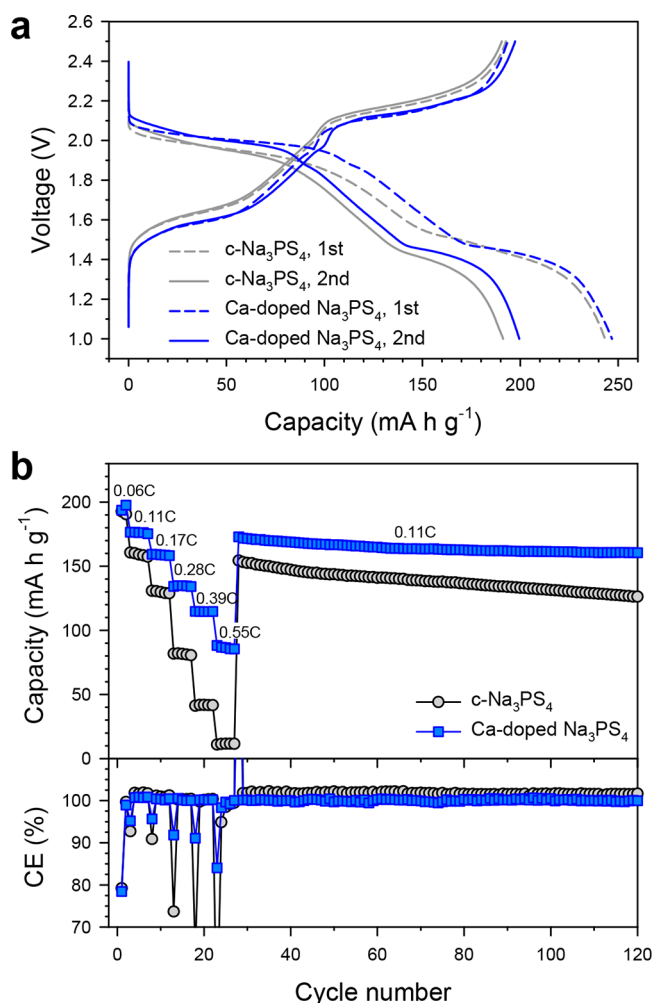 a
2.6
2.4
2.2
2.0
1.8
1.6
1.4
1.2
1.0
Voltage (V)
c-Na₃PS₄, 1st
c-Na₃PS₄, 2nd
Ca-doped Na₃PS₄, 1st
Ca-doped Na₃PS₄, 2nd
0 50 100 150 200 250
Capacity (mA h g⁻¹)
b
200
150
100
50
0
Capacity (mA h g⁻¹)
0.06C
0.11C
0.17C
0.28C
0.39C
0.55C
0.11C
c-Na₃PS₄
Ca-doped Na₃PS₄
100
90
80
70
CE (%)
0 20 40 60 80 100 120
Cycle number